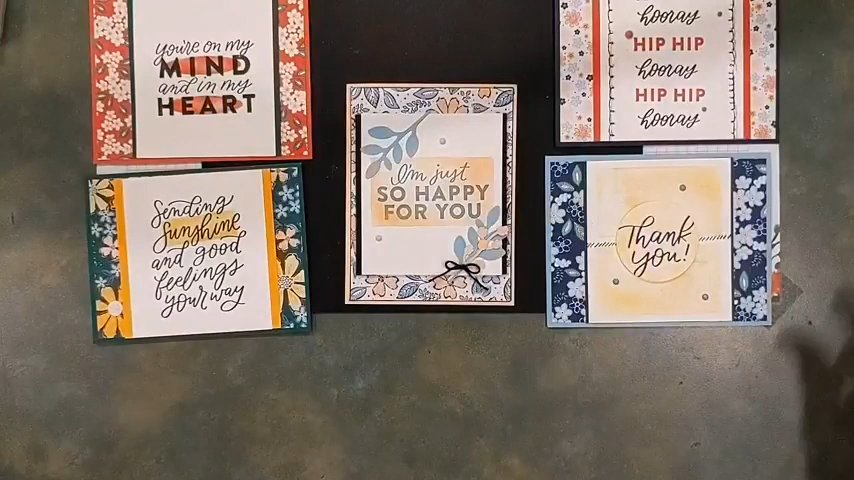 you're on my
MIND
and in my
HEART
hooray
HIP HIP
hooray
HIP HIP
hooray
I'm just
SO HAPPY
FOR YOU
Sending
Sunshine
and good
feelings
your way
Thank
you!